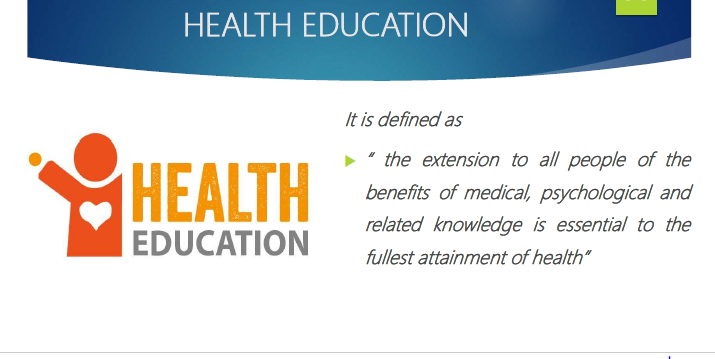 HEALTH EDUCATION
It is defined as
“ the extension to all people of the
benefits of medical, psychological and
related knowledge is essential to the
fullest attainment of health”
HEALTH
EDUCATION